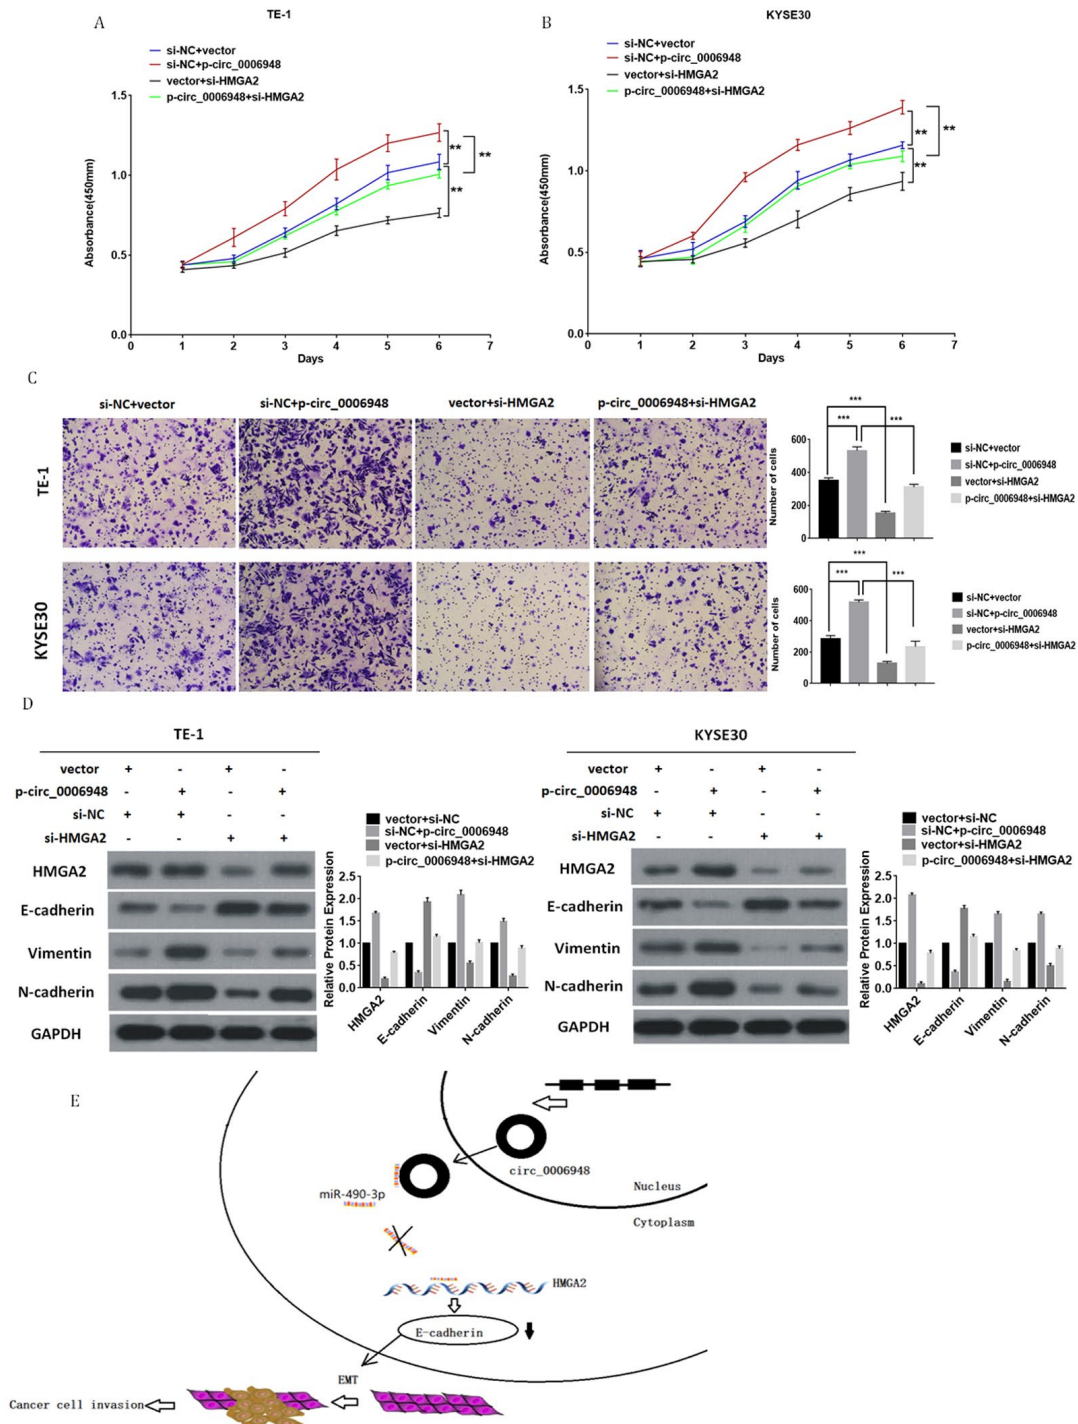 A
TE-1
si-NC+vector
si-NC+p-circ_0006948
vector+si-HMGA2
p-circ_0006948+si-HMGA2
Absorbance(450mm)
1.5
1.0
0.5
0.0
0 1 2 3 4 5 6 7
Days
**
**
**
B
KYSE30
si-NC+vector
si-NC+p-circ_0006948
vector+si-HMGA2
p-circ_0006948+si-HMGA2
Absorbance(450mm)
1.5
1.0
0.5
0.0
0 1 2 3 4 5 6 7
Days
**
**
**
C
si-NC+vector si-NC+p-circ_0006948 vector+si-HMGA2 p-circ_0006948+si-HMGA2
TE-1
Number of cells
600
400
200
0
***
*** ***
si-NC+vector
si-NC+p-circ_0006948
vector+si-HMGA2
p-circ_0006948+si-HMGA2
KYSE30
Number of cells
600
400
200
0
***
*** ***
si-NC+vector
si-NC+p-circ_0006948
vector+si-HMGA2
p-circ_0006948+si-HMGA2
D
TE-1
vector + - + -
p-circ_0006948 - + - +
si-NC + + - -
si-HMGA2 - - + +
HMGA2
E-cadherin
Vimentin
N-cadherin
GAPDH
vector+si-NC
si-NC+p-circ_0006948
vector+si-HMGA2
p-circ_0006948+si-HMGA2
Relative Protein Expression
2.5
2.0
1.5
1.0
0.5
0.0
HMGA2
E-cadherin
Vimentin
N-cadherin
KYSE30
vector + - + -
p-circ_0006948 - + - +
si-NC + + - -
si-HMGA2 - - + +
HMGA2
E-cadherin
Vimentin
N-cadherin
GAPDH
vector+si-NC
si-NC+p-circ_0006948
vector+si-HMGA2
p-circ_0006948+si-HMGA2
Relative Protein Expression
2.5
2.0
1.5
1.0
0.5
0.0
HMGA2
E-cadherin
Vimentin
N-cadherin
E
circ_0006948
Nucleus
miR-490-3p
Cytoplasm
HMGA2
E-cadherin
EMT
Cancer cell invasion